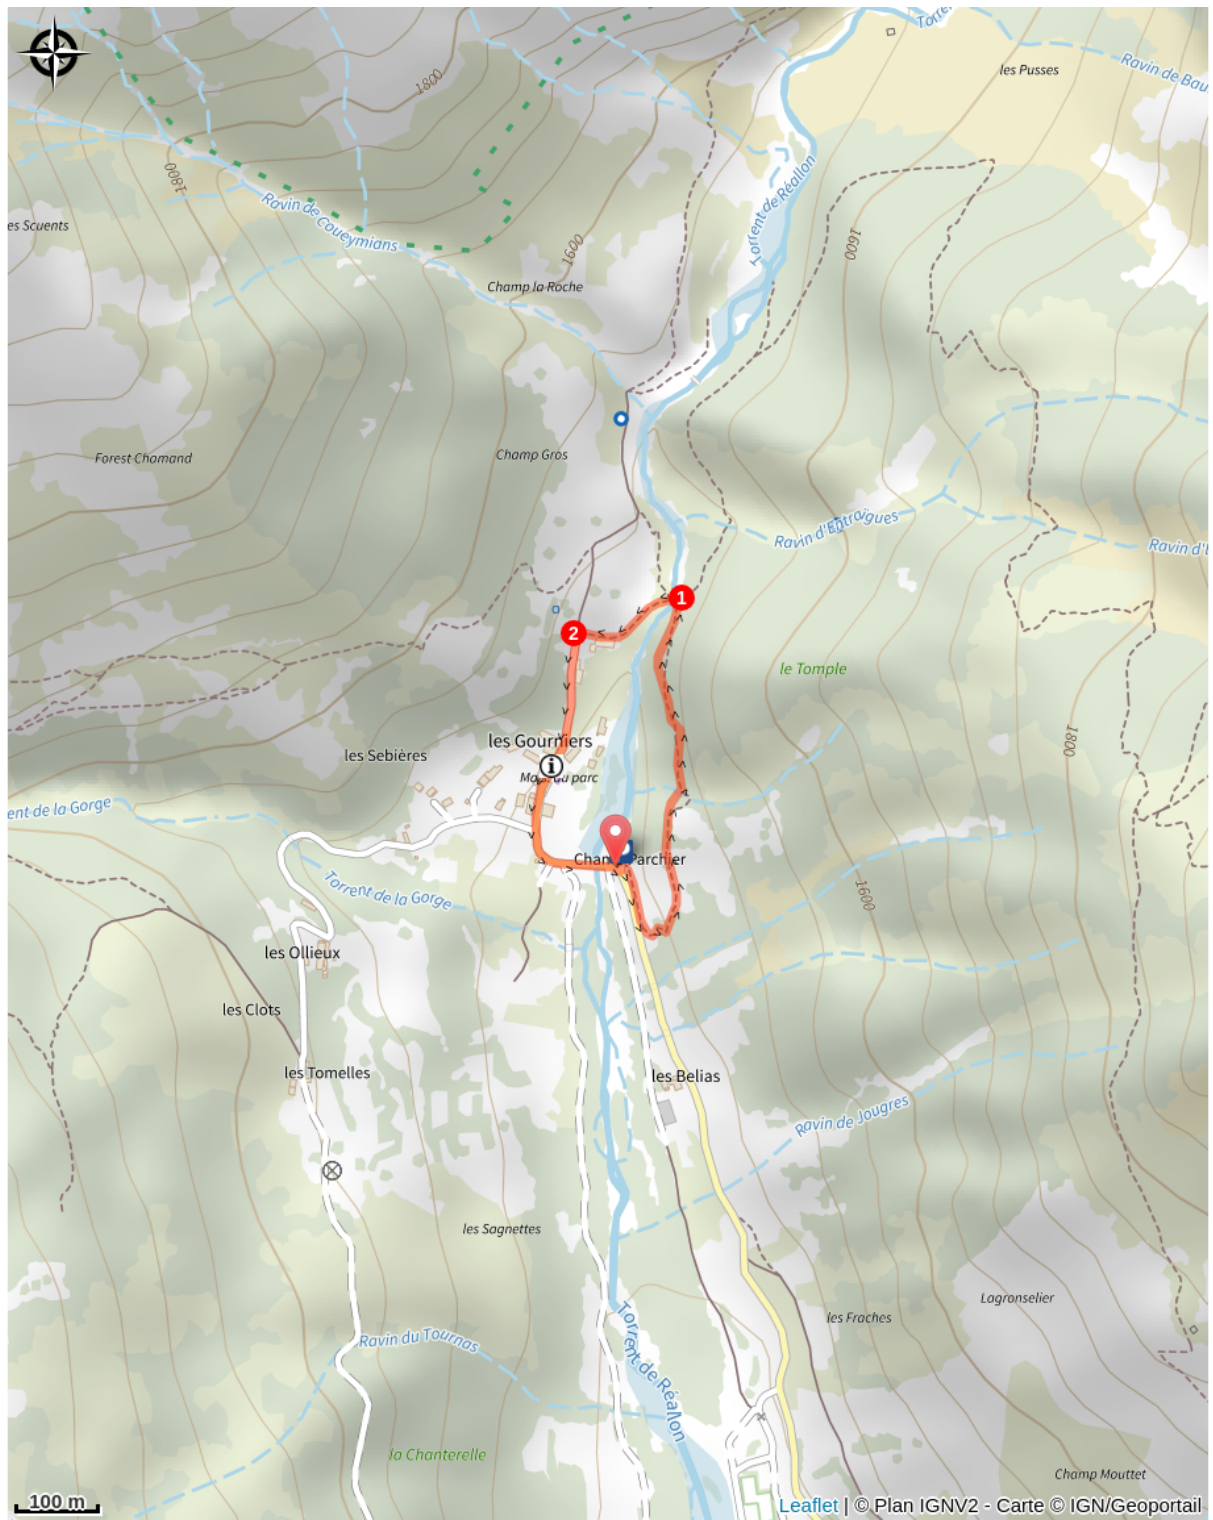 Torre
les Pusses
Ravin de Bau
1800
1800
Torrent de Réallon
Ravin de Coueymians
es Scuents
1600
1600
Champ la Roche
Forest Chamand
Champ Gros
Ravin d'Entraigues
Ravin d'E
1
2
le Tomple
les Gourniers
les Sebières
1800
i
du parc
ent de la Gorge
Champ Parchier
Torrent de la Gorge
1600
les Ollieux
les Clots
les Tomelles
les Belias
Ravin de Jougres
les Sagnettes
Lagronselier
les Fraches
Ravin du Tournas
Torrent de Réallon
la Chanterelle
Champ Mouttet
100 m
Leaflet | © Plan IGNV2 - Carte © IGN/Geoportail